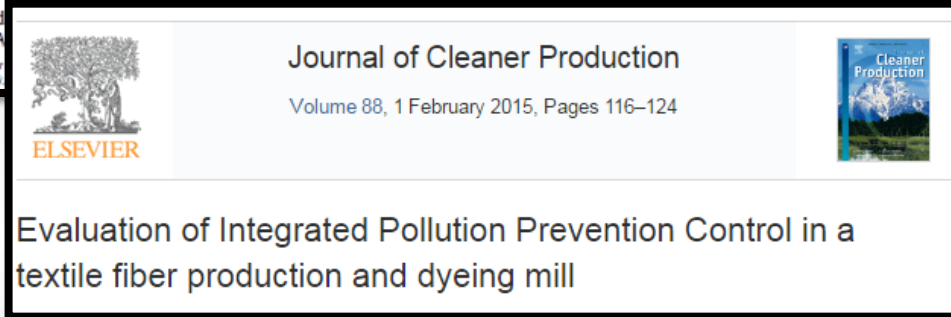 Journal of Cleaner Production
Volume 88, 1 February 2015, Pages 116–124
ELSEVIER
Cleaner
Production
Evaluation of Integrated Pollution Prevention Control in a
textile fiber production and dyeing mill